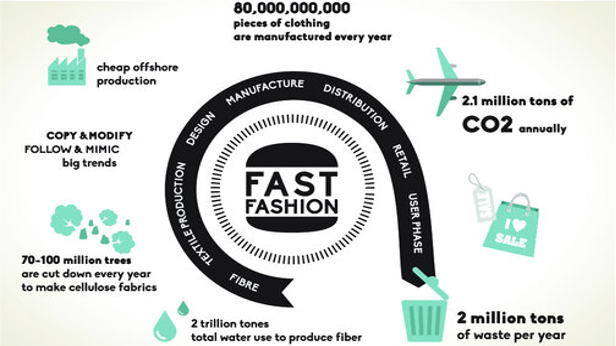 80,000,000,000
pieces of clothing
are manufactured every year
cheap offshore
production
COPY & MODIFY
FOLLOW & MIMIC
big trends
70-100 million trees
are cut down every year
to make cellulose fabrics
2 trillion tones
total water use to produce fiber
FIBRE
TEXTILE PRODUCTION
DESIGN
MANUFACTURE
DISTRIBUTION
RETAIL
USER PHASE
FAST
FASHION
2.1 million tons of
CO2 annually
SALE
I ♥
SALE
2 million tons
of waste per year